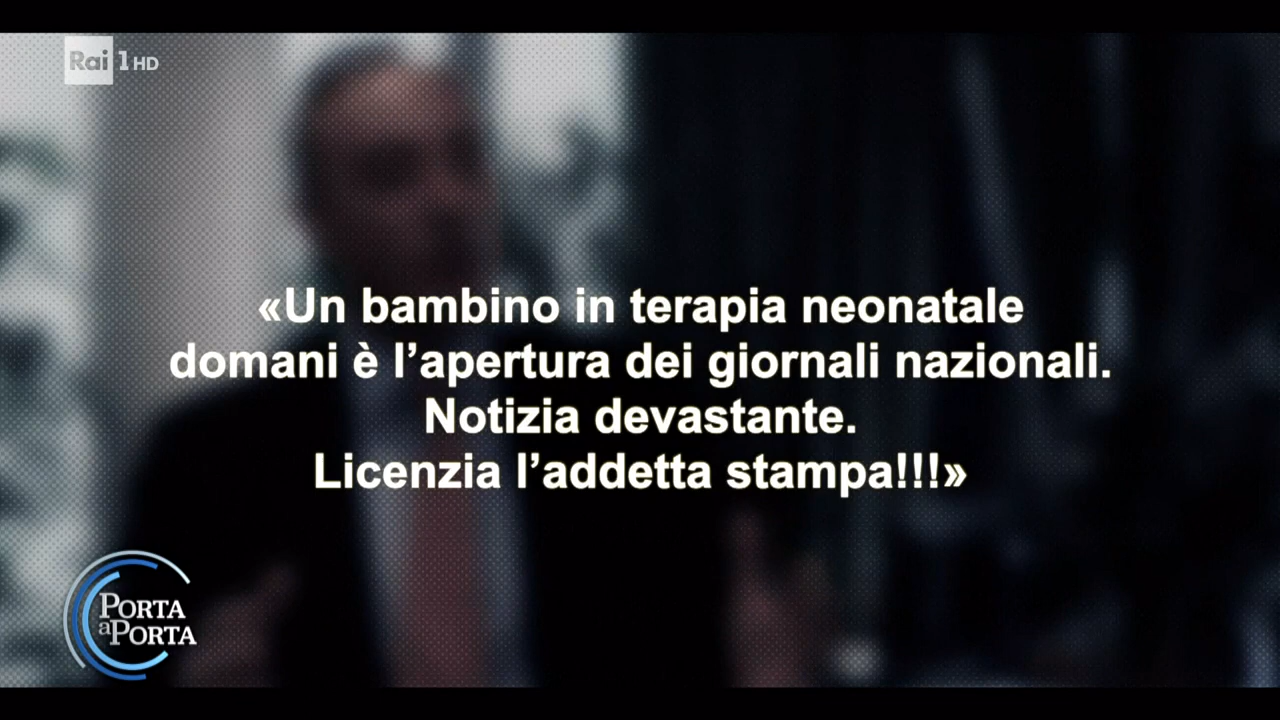 Rai 1 HD
«Un bambino in terapia neonatale
domani è l’apertura dei giornali nazionali.
Notizia devastante.
Licenzia l’addetta stampa!!!»
PORTA
a PORTA